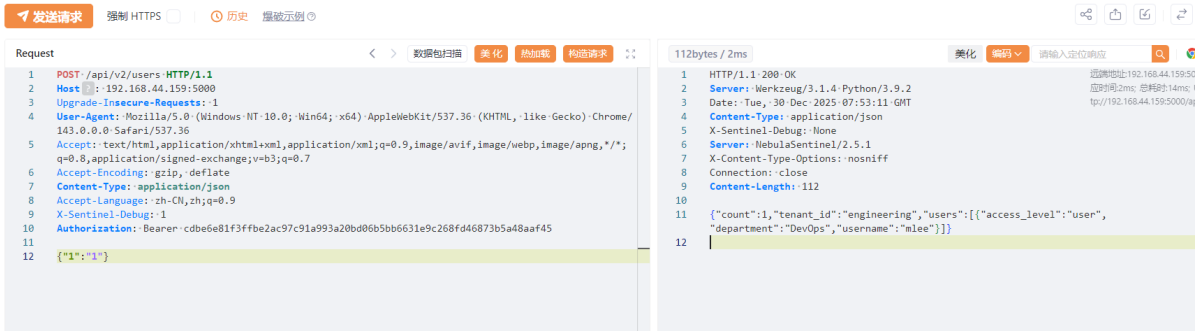 发送请求 强制 HTTPS 历史 爆破示例
Request 数据包扫描 美化 热加载 构造请求
1 POST /api/v2/users HTTP/1.1
2 Host ? : 192.168.44.159:5000
3 Upgrade-Insecure-Requests: 1
4 User-Agent: Mozilla/5.0 (Windows NT 10.0; Win64; x64) AppleWebKit/537.36 (KHTML, like Gecko) Chrome/
143.0.0.0 Safari/537.36
5 Accept: text/html,application/xhtml+xml,application/xml;q=0.9,image/avif,image/webp,image/apng,*/*;
q=0.8,application/signed-exchange;v=b3;q=0.7
6 Accept-Encoding: gzip, deflate
7 Content-Type: application/json
8 Accept-Language: zh-CN,zh;q=0.9
9 X-Sentinel-Debug: 1
10 Authorization: Bearer cdbe6e81f3ffbe2ac97c91a993a20bd06b5bb6631e9c268fd46873b5a48aaf45
11
12 {"1":"1"}
112bytes / 2ms 美化 编码 请输入定位响应
1 HTTP/1.1 200 OK
2 Server: Werkzeug/3.1.4 Python/3.9.2
3 Date: Tue, 30 Dec 2025 07:53:11 GMT
4 Content-Type: application/json
5 X-Sentinel-Debug: None
6 Server: NebulaSentinel/2.5.1
7 X-Content-Type-Options: nosniff
8 Connection: close
9 Content-Length: 112
10
11 {"count":1,"tenant_id":"engineering","users":[{"access_level":"user",
"department":"DevOps","username":"mlee"}]}
12
远端地址:192.168.44.159:50
应时间:2ms; 总耗时:14ms;
tp://192.168.44.159:5000/ap